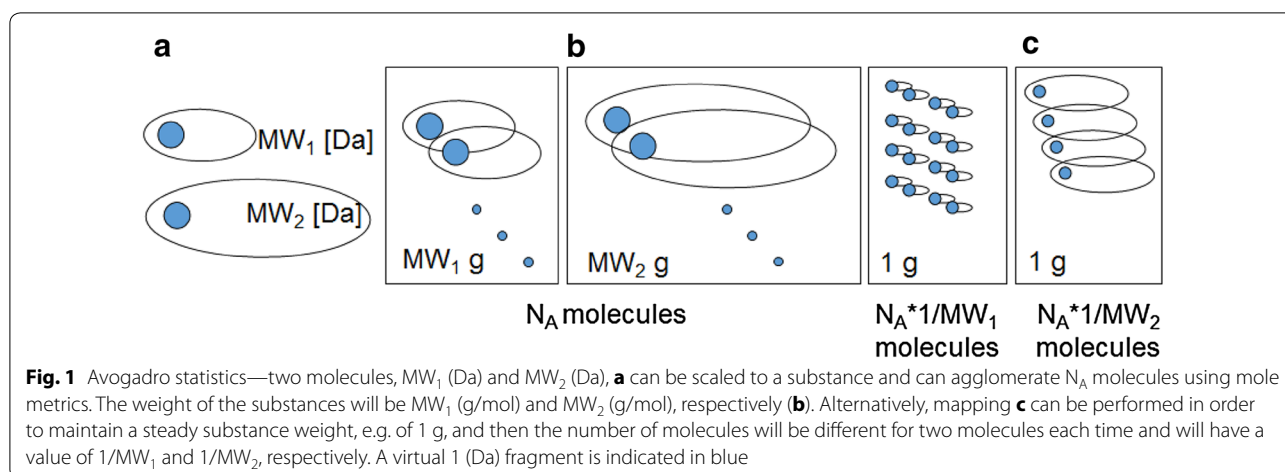 a
b
c
MW₁ [Da]
MW₂ [Da]
MW₁ g
MW₂ g
1 g
1 g
N_A molecules
N_A*1/MW₁
molecules
N_A*1/MW₂
molecules
Fig. 1 Avogadro statistics—two molecules, MW₁ (Da) and MW₂ (Da), a can be scaled to a substance and can agglomerate N_A molecules using mole
metrics. The weight of the substances will be MW₁ (g/mol) and MW₂ (g/mol), respectively (b). Alternatively, mapping c can be performed in order
to maintain a steady substance weight, e.g. of 1 g, and then the number of molecules will be different for two molecules each time and will have a
value of 1/MW₁ and 1/MW₂, respectively. A virtual 1 (Da) fragment is indicated in blue